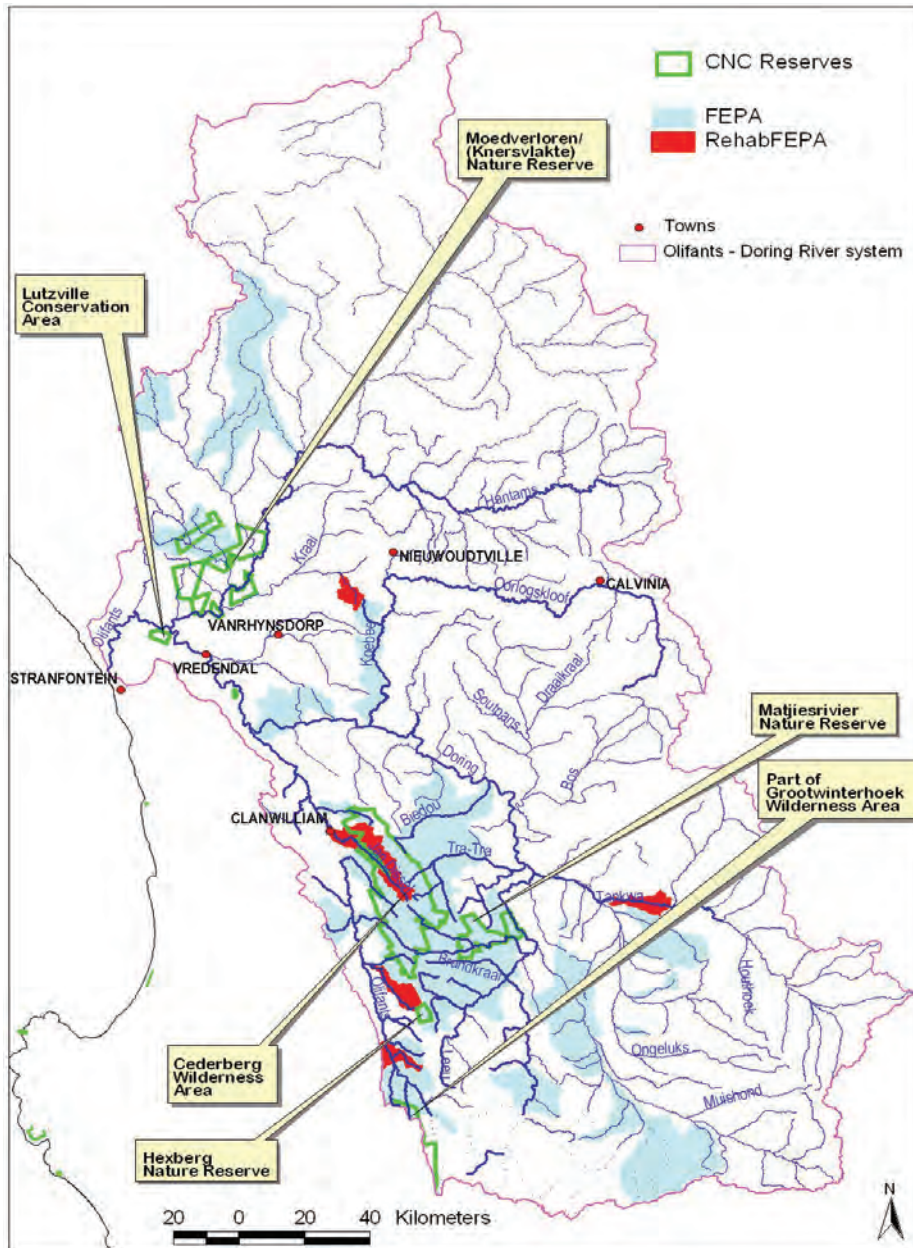 CNC Reserves
FEPA
RehabFEPA
Towns
Olifants - Doring River system
Moedverloren/
(Knersvlakte)
Nature Reserve
Lutzville
Conservation
Area
Hanlams
Kraal
NIEUWOUDTVILLE
Oorlogskloof
CALVINIA
Olifants
VANRHYNSDORP
Koebee
VREDENDAL
STRANFONTEIN
Draaikraal
Soutpans
Matjiesrivier
Nature Reserve
Doring
Bos
Part of
Grootwinterhoek
Wilderness Area
CLANWILLIAM
Biedou
Tra-Tra
Tankwa
Brundkraal
Olifants
Houthoek
Ongeluks
Leeu
Muishond
Cederberg
Wilderness
Area
Hexberg
Nature Reserve
N
20 0 20 40 Kilometers